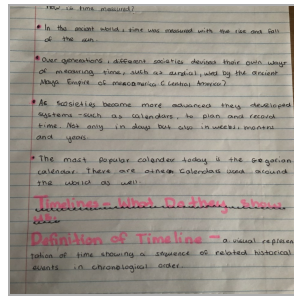 how is time measured?
• In the ancient world, time was measured with the rise and fall
of the sun.
• Over generations, different societies devised their own ways
of measuring time, such as sundial, used by the ancient
Maya Empire of mesoamerica (Central America)
• As societies became more advanced they developed
systems - such as calendars, to plan and record
time. Not only in days but also in weeks, months
and years.
• The most popular calendar today is the Gregorian
calendar. There are other calendars used around
the world as well.
Timelines - What Do they Show
us.
Definition of Timeline - a visual represen
tation of time showing a sequence of related historical
events in chronological order.